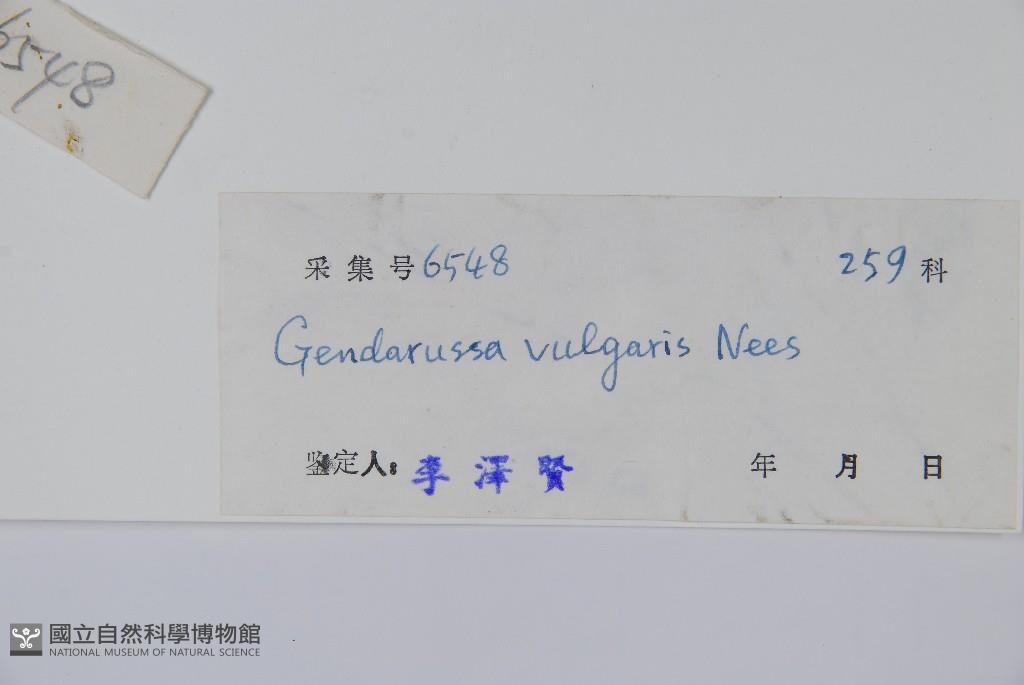 6548
采集号6548 259科
Gendarussa vulgaris Nees
鉴定人：李澤賢 年 月 日
國立自然科學博物館
NATIONAL MUSEUM OF NATURAL SCIENCE